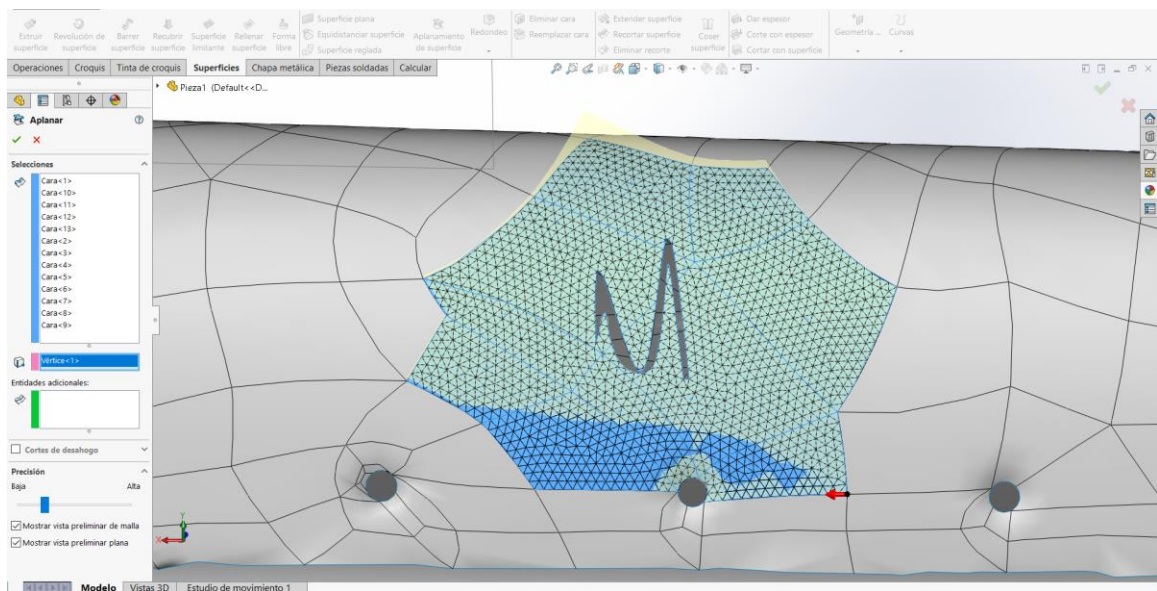 Extruir superficie
Revolución de superficie
Barrer superficie
Recubrir superficie
Superficie limitante
Rellenar superficie
Forma libre
Superficie plana
Equidistanciar superficie
Superficie reglada
Aplanamiento de superficie
Redondeo
Eliminar cara
Reemplazar cara
Extender superficie
Recortar superficie
Eliminar recorte
Coser superficie
Dar espesor
Corte con espesor
Cortar con superficie
Geometría ...
Curvas
Operaciones Croquis Tinta de croquis Superficies Chapa metálica Piezas soldadas Calcular
Pieza1 (Default<<D...
Aplanar
Selecciones
Cara<1>
Cara<10>
Cara<11>
Cara<12>
Cara<13>
Cara<2>
Cara<3>
Cara<4>
Cara<5>
Cara<6>
Cara<7>
Cara<8>
Cara<9>
Vértice<1>
Entidades adicionales:
Cortes de desahogo
Precisión
Baja Alta
Mostrar vista preliminar de malla
Mostrar vista preliminar plana
Y
X
Modelo Vistas 3D Estudio de movimiento 1